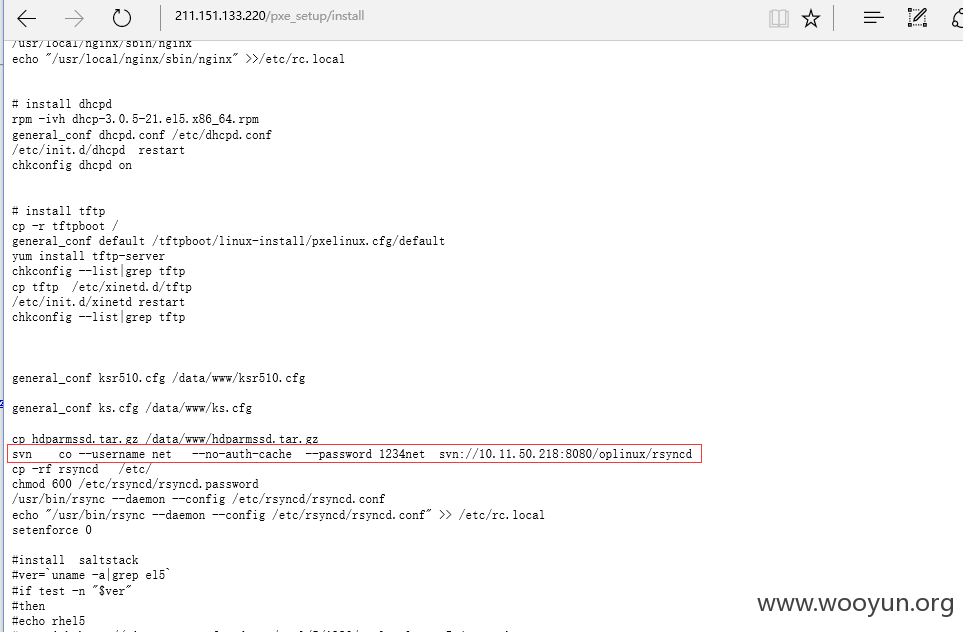 211.151.133.220/pxe_setup/install
/usr/local/nginx/sbin/nginx
echo "/usr/local/nginx/sbin/nginx" >>/etc/rc.local
# install dhcpd
rpm -ivh dhcp-3.0.5-21.el5.x86_64.rpm
general_conf dhcpd.conf /etc/dhcpd.conf
/etc/init.d/dhcpd  restart
chkconfig dhcpd on
# install tftp
cp -r tftpboot /
general_conf default /tftpboot/linux-install/pxelinux.cfg/default
yum install tftp-server
chkconfig --list|grep tftp
cp tftp  /etc/xinetd.d/tftp
/etc/init.d/xinetd restart
chkconfig --list|grep tftp
general_conf ksr510.cfg /data/www/ksr510.cfg
general_conf ks.cfg /data/www/ks.cfg
cp hdparmssd.tar.gz /data/www/hdparmssd.tar.gz
svn    co --username net   --no-auth-cache  --password 1234net  svn://10.11.50.218:8080/oplinux/rsyncd
cp -rf rsyncd   /etc/
chmod 600 /etc/rsyncd/rsyncd.password
/usr/bin/rsync --daemon --config /etc/rsyncd/rsyncd.conf
echo "/usr/bin/rsync --daemon --config /etc/rsyncd/rsyncd.conf" >> /etc/rc.local
setenforce 0
#install  saltstack
#ver=`uname -a|grep el5`
#if test -n "$ver"
#then
#echo rhel5
www.wooyun.org